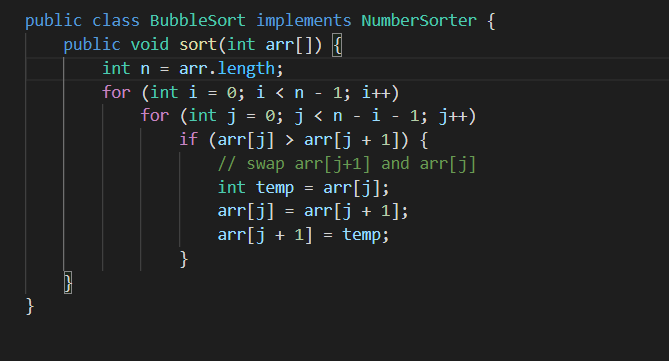 public class BubbleSort implements NumberSorter {
    public void sort(int arr[]) {
        int n = arr.length;
        for (int i = 0; i < n - 1; i++)
            for (int j = 0; j < n - i - 1; j++)
                if (arr[j] > arr[j + 1]) {
                    // swap arr[j+1] and arr[j]
                    int temp = arr[j];
                    arr[j] = arr[j + 1];
                    arr[j + 1] = temp;
                }
    }
}